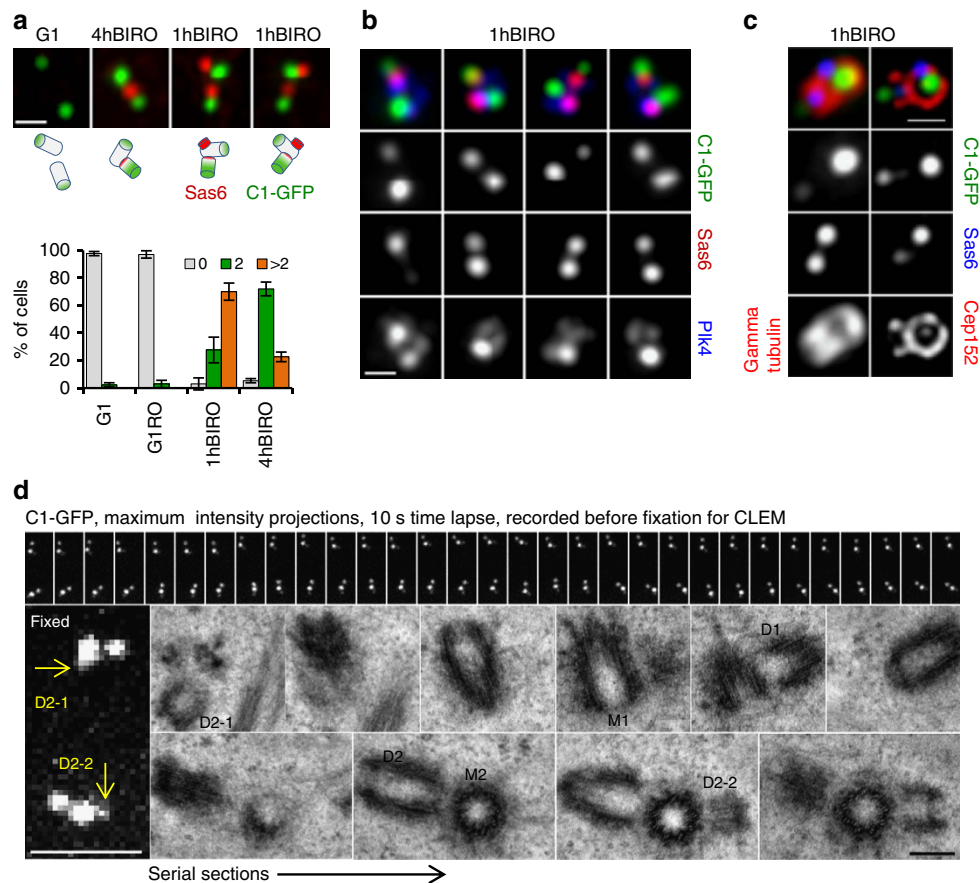 a
G1 4hBIRO 1hBIRO 1hBIRO
Sas6 C1-GFP
% of cells
100
80
60
40
20
0
0 2 >2
G1
G1RO
1hBIRO
4hBIRO
b
1hBIRO
C1-GFP
Sas6
Plk4
c
1hBIRO
C1-GFP
Sas6
Gamma
tubulin
Cep152
d
C1-GFP, maximum intensity projections, 10 s time lapse, recorded before fixation for CLEM
Fixed
D2-1
D2-1
M1
D1
D2-2
D2
M2
D2-2
Serial sections